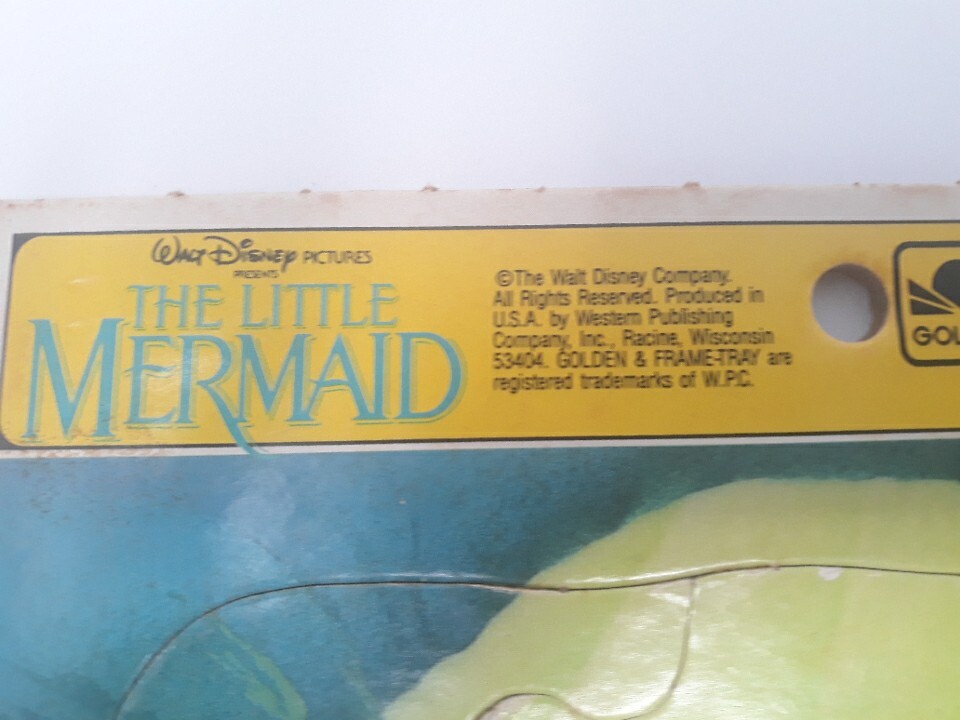 Walt Disney PICTURES
PRESENTS
THE LITTLE
MERMAID
©The Walt Disney Company.
All Rights Reserved. Produced in
U.S.A. by Western Publishing
Company, Inc., Racine, Wisconsin
53404. GOLDEN & FRAME-TRAY are
registered trademarks of W.P.C.
GOL